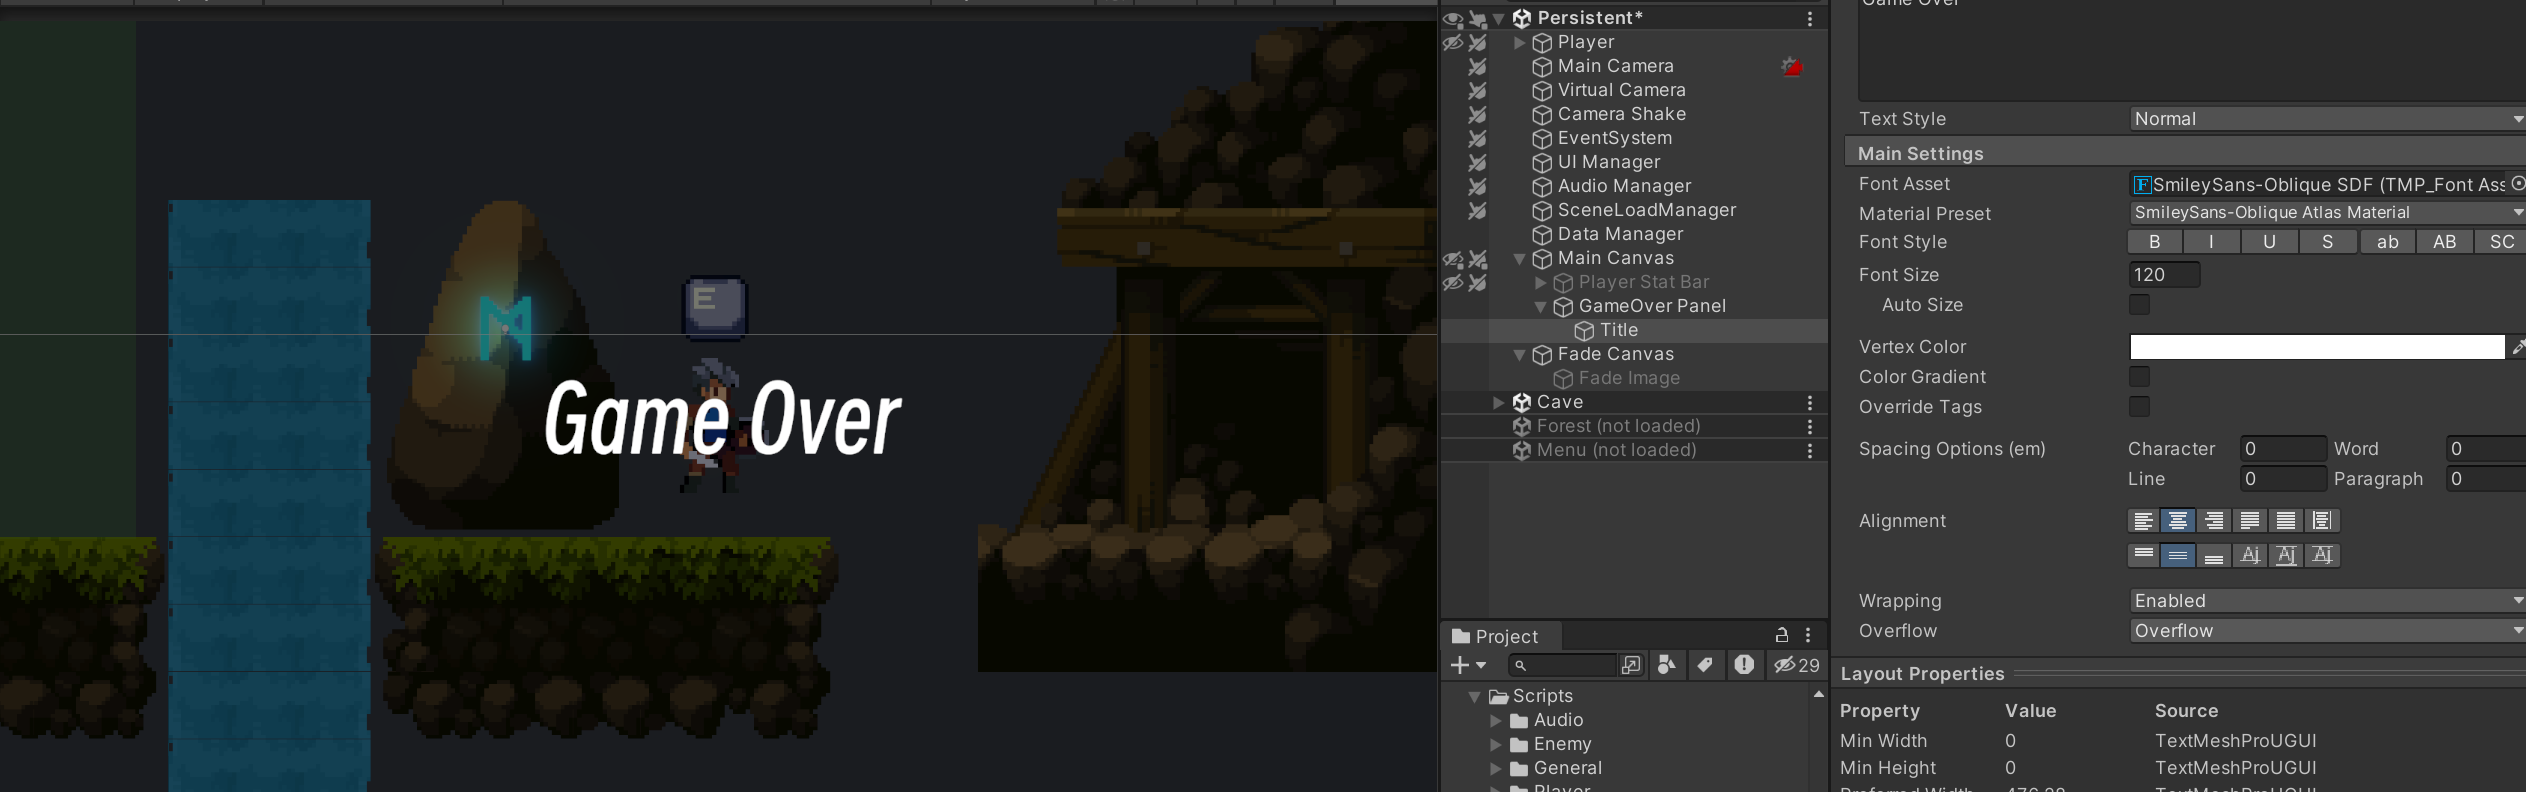 E
Game Over
Persistent*
Player
Main Camera
Virtual Camera
Camera Shake
EventSystem
UI Manager
Audio Manager
SceneLoadManager
Data Manager
Main Canvas
Player Stat Bar
GameOver Panel
Title
Fade Canvas
Fade Image
Cave
Forest (not loaded)
Menu (not loaded)
Project
29
Scripts
Audio
Enemy
General
Player
Game Over
Text Style Normal
Main Settings
Font Asset F SmileySans-Oblique SDF (TMP_Font Ass
Material Preset SmileySans-Oblique Atlas Material
Font Style B I U S ab AB SC
Font Size 120
Auto Size
Vertex Color
Color Gradient
Override Tags
Spacing Options (em) Character 0 Word 0
Line 0 Paragraph 0
Alignment
Wrapping Enabled
Overflow Overflow
Layout Properties
Property Value Source
Min Width 0 TextMeshProUGUI
Min Height 0 TextMeshProUGUI